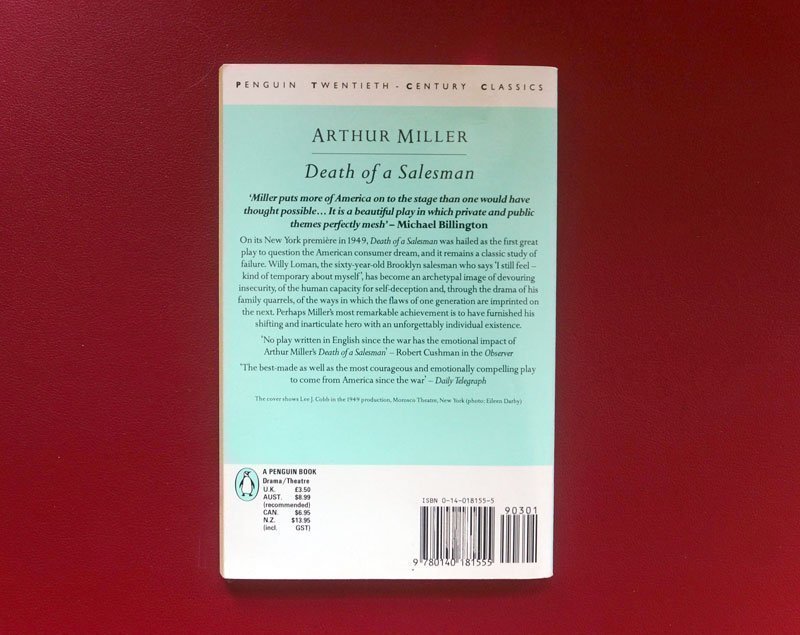 PENGUIN TWENTIETH-CENTURY CLASSICS
ARTHUR MILLER
Death of a Salesman
‘Miller puts more of America on to the stage than one would have
thought possible… It is a beautiful play in which private and public
themes perfectly mesh’ – Michael Billington
On its New York première in 1949, Death of a Salesman was hailed as the first great
play to question the American consumer dream, and it remains a classic study of
failure. Willy Loman, the sixty-year-old Brooklyn salesman who says ‘I still feel –
kind of temporary about myself’, has become an archetypal image of devouring
insecurity, of the human capacity for self-deception and, through the drama of his
family quarrels, of the ways in which the flaws of one generation are imprinted on
the next. Perhaps Miller’s most remarkable achievement is to have furnished his
shifting and inarticulate hero with an unforgettably individual existence.
‘No play written in English since the war has the emotional impact of
Arthur Miller’s Death of a Salesman’ – Robert Cushman in the Observer
‘The best-made as well as the most courageous and emotionally compelling play
to come from America since the war’ – Daily Telegraph
The cover shows Lee J. Cobb in the 1949 production, Morosco Theatre, New York (photo: Eileen Darby)
A PENGUIN BOOK
Drama/Theatre
U.K. £3.50
AUST. $8.99
(recommended)
CAN. $6.95
N.Z. $13.95
(incl. GST)
ISBN 0-14-018155-5
90301
9 780140 181555